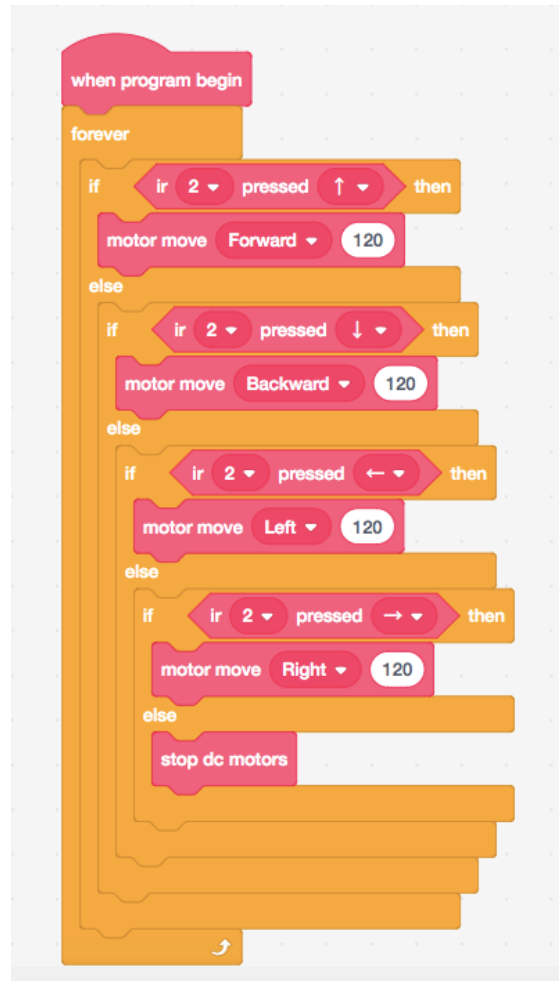 when program begin
forever
if ir 2 pressed ↑ then
motor move Forward 120
else
if ir 2 pressed ↓ then
motor move Backward 120
else
if ir 2 pressed ← then
motor move Left 120
else
if ir 2 pressed → then
motor move Right 120
else
stop dc motors